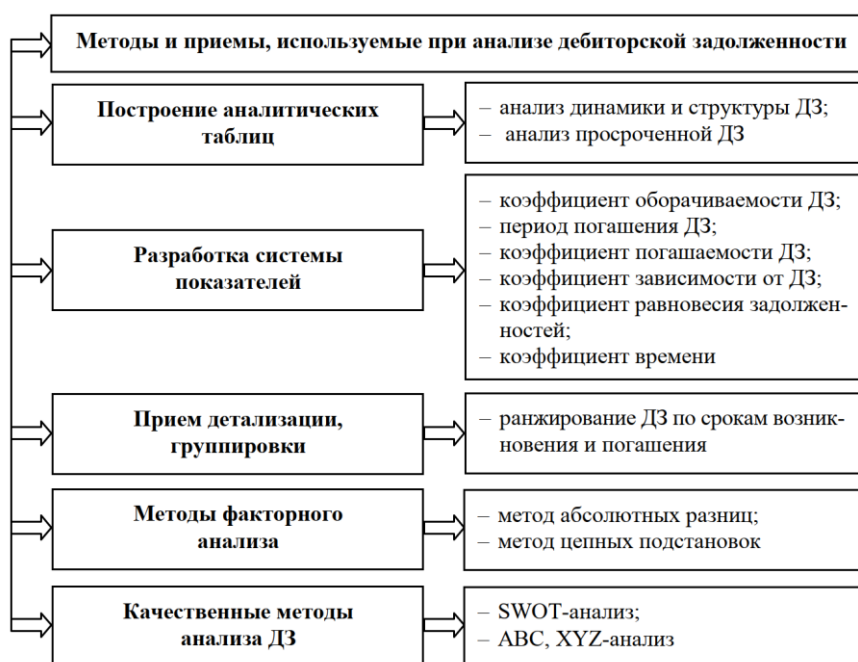 Методы и приемы, используемые при анализе дебиторской задолженности
Построение аналитических
таблиц
– анализ динамики и структуры ДЗ;
– анализ просроченной ДЗ
Разработка системы
показателей
– коэффициент оборачиваемости ДЗ;
– период погашения ДЗ;
– коэффициент погашаемости ДЗ;
– коэффициент зависимости от ДЗ;
– коэффициент равновесия задолжен-
ностей;
– коэффициент времени
Прием детализации,
группировки
– ранжирование ДЗ по срокам возник-
новения и погашения
Методы факторного
анализа
– метод абсолютных разниц;
– метод цепных подстановок
Качественные методы
анализа ДЗ
– SWOT-анализ;
– ABC, XYZ-анализ